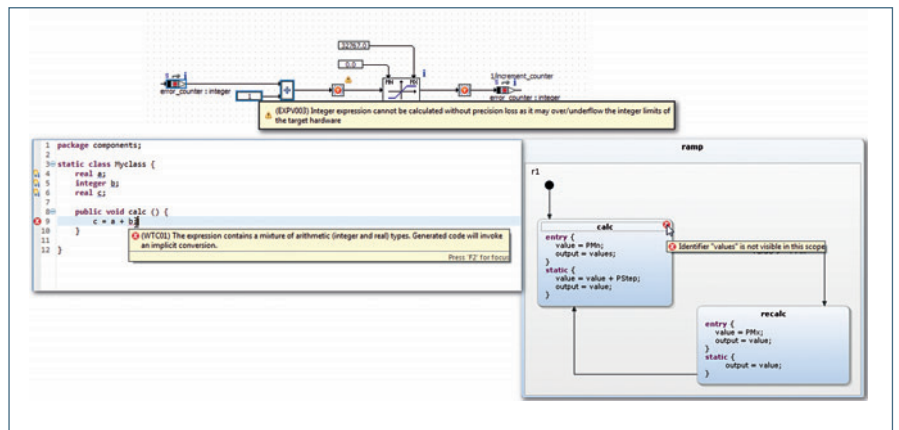 32767.0
0.0
MN MX
error_counter : integer
1
1/increment_counter
error_counter : integer
(EXPV003) Integer expression cannot be calculated without precision loss as it may over/underflow the integer limits of
the target hardware
1 package components;
2
3 static class Myclass {
4 real a;
5 integer b;
6 real c;
7
8 public void calc () {
9 c = a + b;
10 }
11
12 }
(WTC01) The expression contains a mixture of arithmetic (integer and real) types. Generated code will invoke
an implicit conversion.
Press 'F2' for focus
ramp
r1
calc
entry {
value = PMn;
output = values;
}
static {
value = value + PStep;
output = value;
}
Identifier "values" is not visible in this scope
recalc
entry {
value = PMx;
output = value;
}
static {
output = value;
}